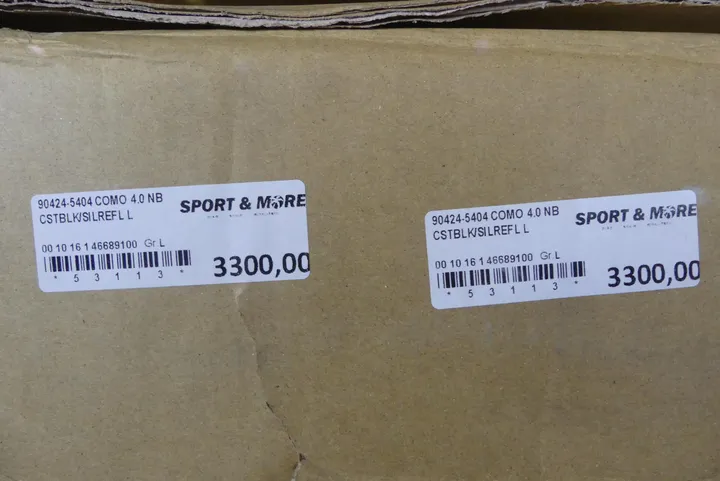 90424-5404 COMO 4.0 NB
CSTBLK/SILREFL L
SPORT & MORE
00 10 16 1 46689100 Gr L
* 5 3 1 1 3 *
3300,00
90424-5404 COMO 4.0 NB
CSTBLK/SILREFL L
SPORT & MORE
00 10 16 1 46689100 Gr L
* 5 3 1 1 3 *
3300,00